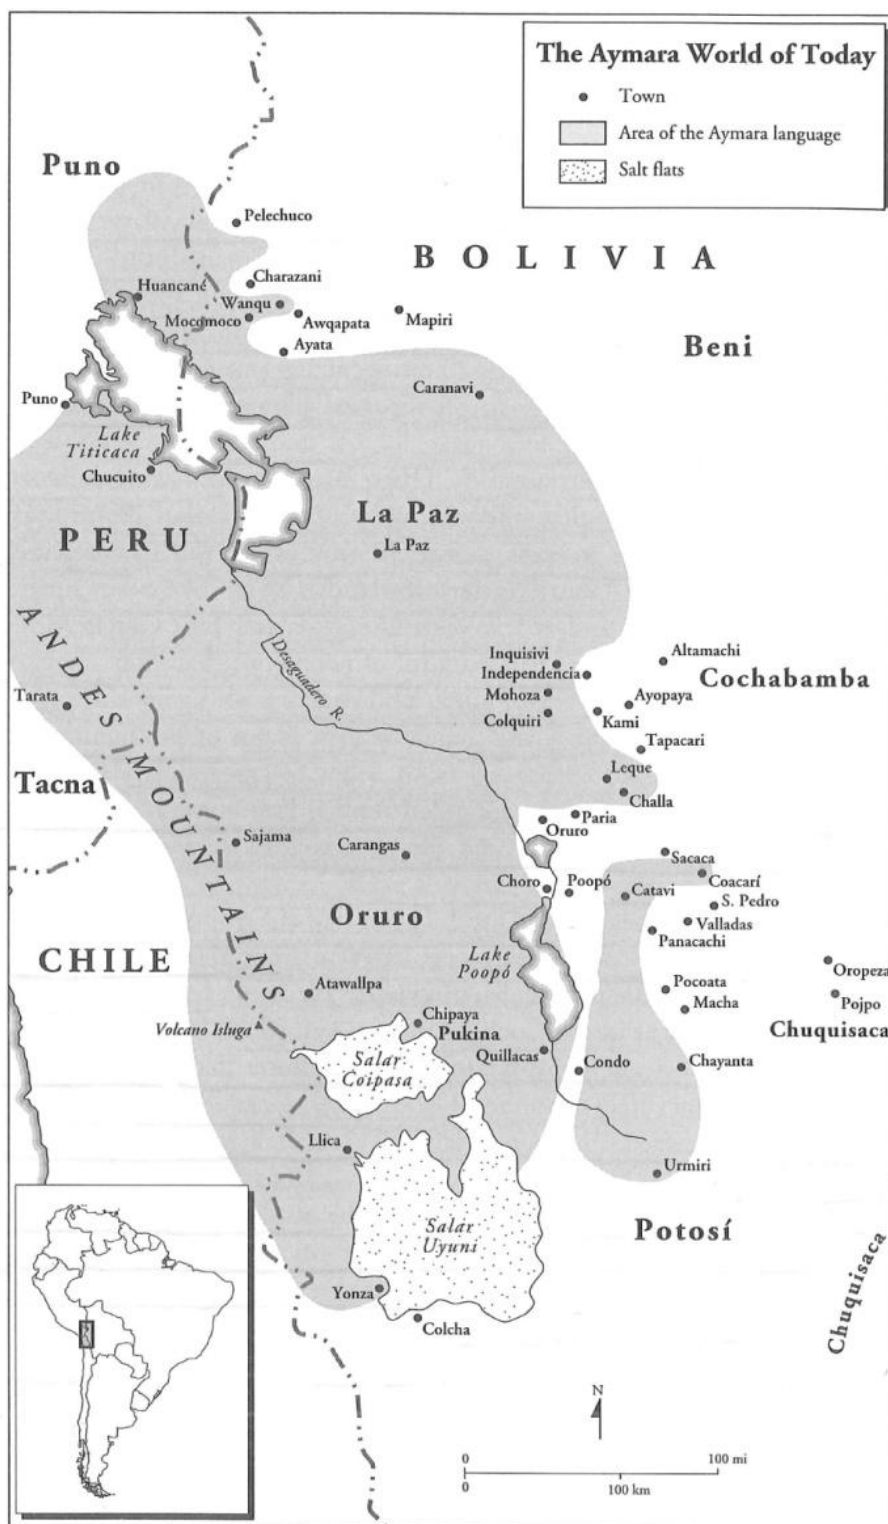 The Aymara World of Today
Town
Area of the Aymara language
Salt flats
Puno
Pelechuco
BOLIVIA
Charazani
Huancané
Wanqu
Mocomoco
Awqapata
Mapiri
Ayata
Beni
Caranavi
Puno
Lake
Titicaca
Chucuito
La Paz
PERU
La Paz
ANDES MOUNTAINS
Desaguadero R.
Inquisivi
Altamachi
Independencia
Cochabamba
Mohoza
Ayopaya
Tarata
Colquiri
Kami
Tapacari
Leque
Tacna
Challa
Paria
Oruro
Sajama
Carangas
Sacaca
Coacarí
Choro
Poopó
Catavi
S. Pedro
Oruro
Valladas
Panacachi
Lake
Poopó
CHILE
Oropeza
Atawallpa
Pocoata
Macha
Pojpo
Volcano Isluga
Chipaya
Pukina
Chuquisaca
Quillacas
Condo
Chayanta
Salar
Coipasa
Llica
Urmiri
Salar
Uyuni
Potosí
Chuquisaca
Yonza
Colcha
N
0
100 mi
0
100 km